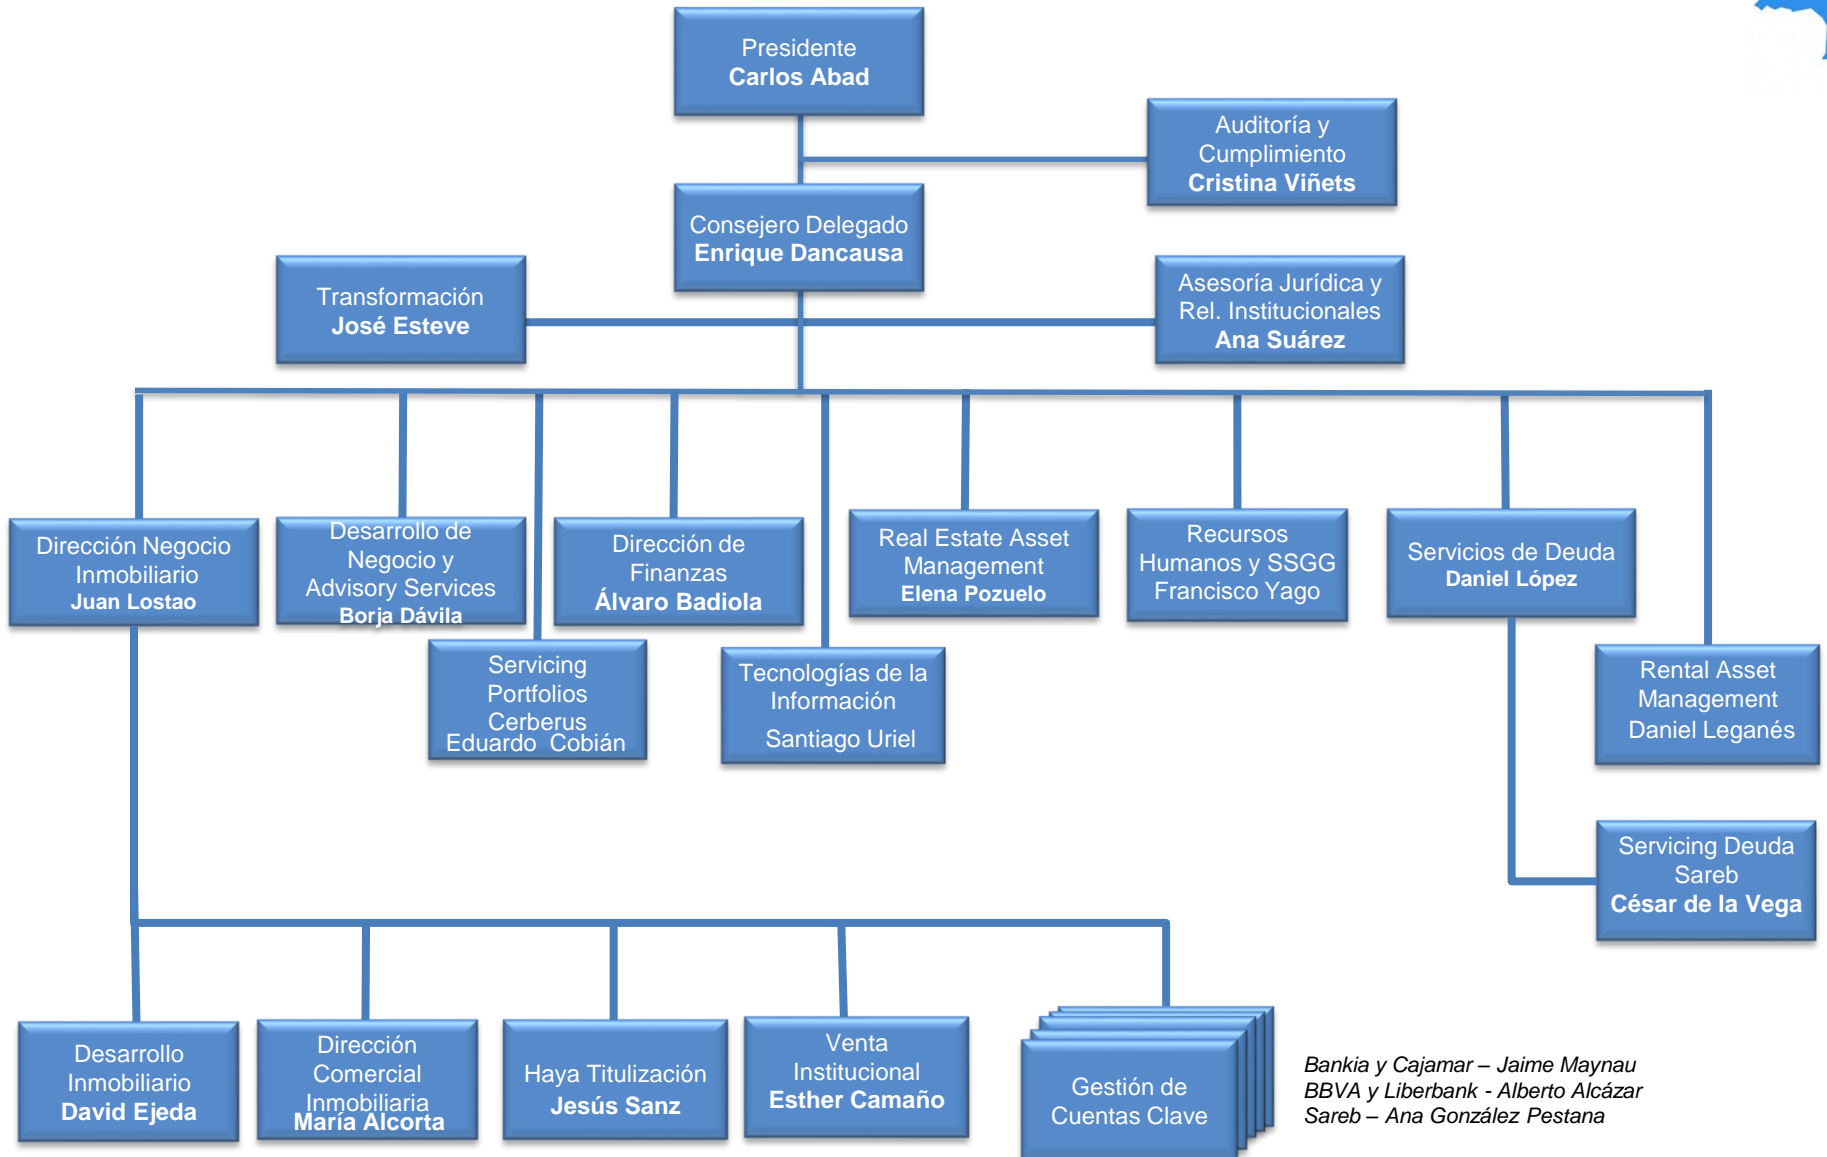 Presidente
Carlos Abad
Auditoría y
Cumplimiento
Cristina Viñets
Consejero Delegado
Enrique Dancausa
Transformación
José Esteve
Asesoría Jurídica y
Rel. Institucionales
Ana Suárez
Dirección Negocio
Inmobiliario
Juan Lostao
Desarrollo de
Negocio y
Advisory Services
Borja Dávila
Dirección de
Finanzas
Álvaro Badiola
Real Estate Asset
Management
Elena Pozuelo
Recursos
Humanos y SSGG
Francisco Yago
Servicios de Deuda
Daniel López
Servicing
Portfolios
Cerberus
Eduardo Cobián
Tecnologías de la
Información
Santiago Uriel
Rental Asset
Management
Daniel Leganés
Servicing Deuda
Sareb
César de la Vega
Desarrollo
Inmobiliario
David Ejeda
Dirección
Comercial
Inmobiliaria
María Alcorta
Haya Titulización
Jesús Sanz
Venta
Institucional
Esther Camaño
Gestión de
Cuentas Clave
Bankia y Cajamar – Jaime Maynau
BBVA y Liberbank - Alberto Alcázar
Sareb – Ana González Pestana